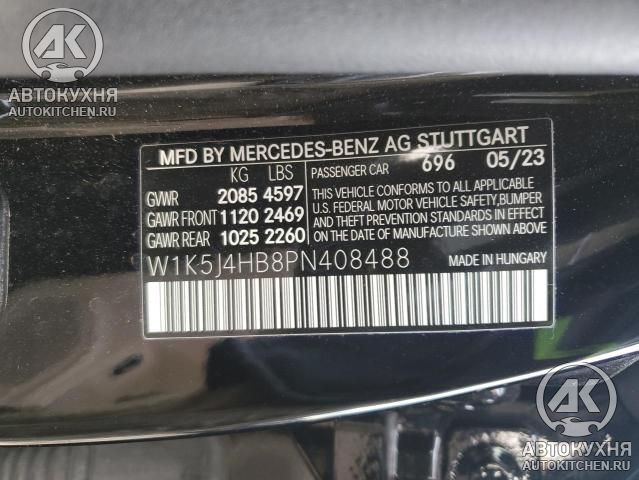 AK
АВТОКУХНЯ
AUTOKITCHEN.RU
MFD BY MERCEDES-BENZ AG STUTTGART
KG LBS PASSENGER CAR 696 05/23
GVWR 2085 4597
GAWR FRONT 1120 2469
GAWR REAR 1025 2260
THIS VEHICLE CONFORMS TO ALL APPLICABLE
U.S. FEDERAL MOTOR VEHICLE SAFETY,BUMPER
AND THEFT PREVENTION STANDARDS IN EFFECT
ON THE DATE OF MANUFACTURE SHOWN ABOVE
W1K5J4HB8PN408488 MADE IN HUNGARY
AK
АВТОКУХНЯ
AUTOKITCHEN.RU